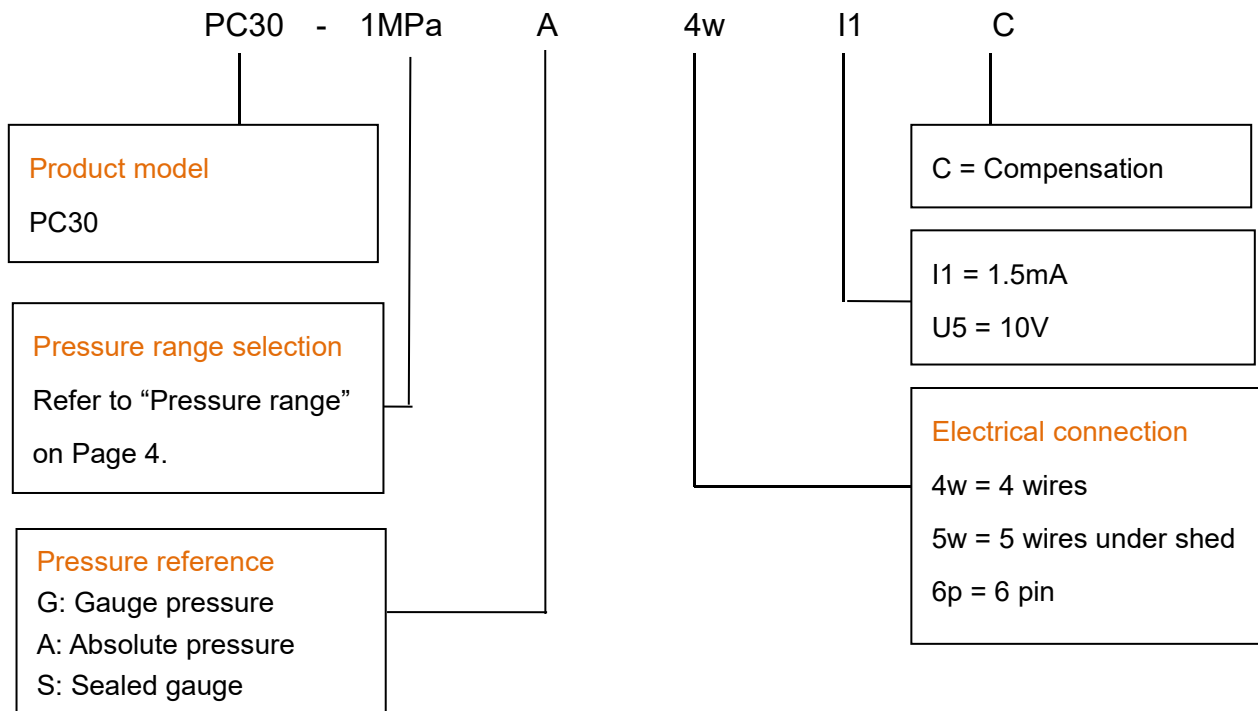 PC30 - 1MPa A 4w I1 C
Product model
PC30
Pressure range selection
Refer to “Pressure range”
on Page 4.
Pressure reference
G: Gauge pressure
A: Absolute pressure
S: Sealed gauge
C = Compensation
I1 = 1.5mA
U5 = 10V
Electrical connection
4w = 4 wires
5w = 5 wires under shed
6p = 6 pin